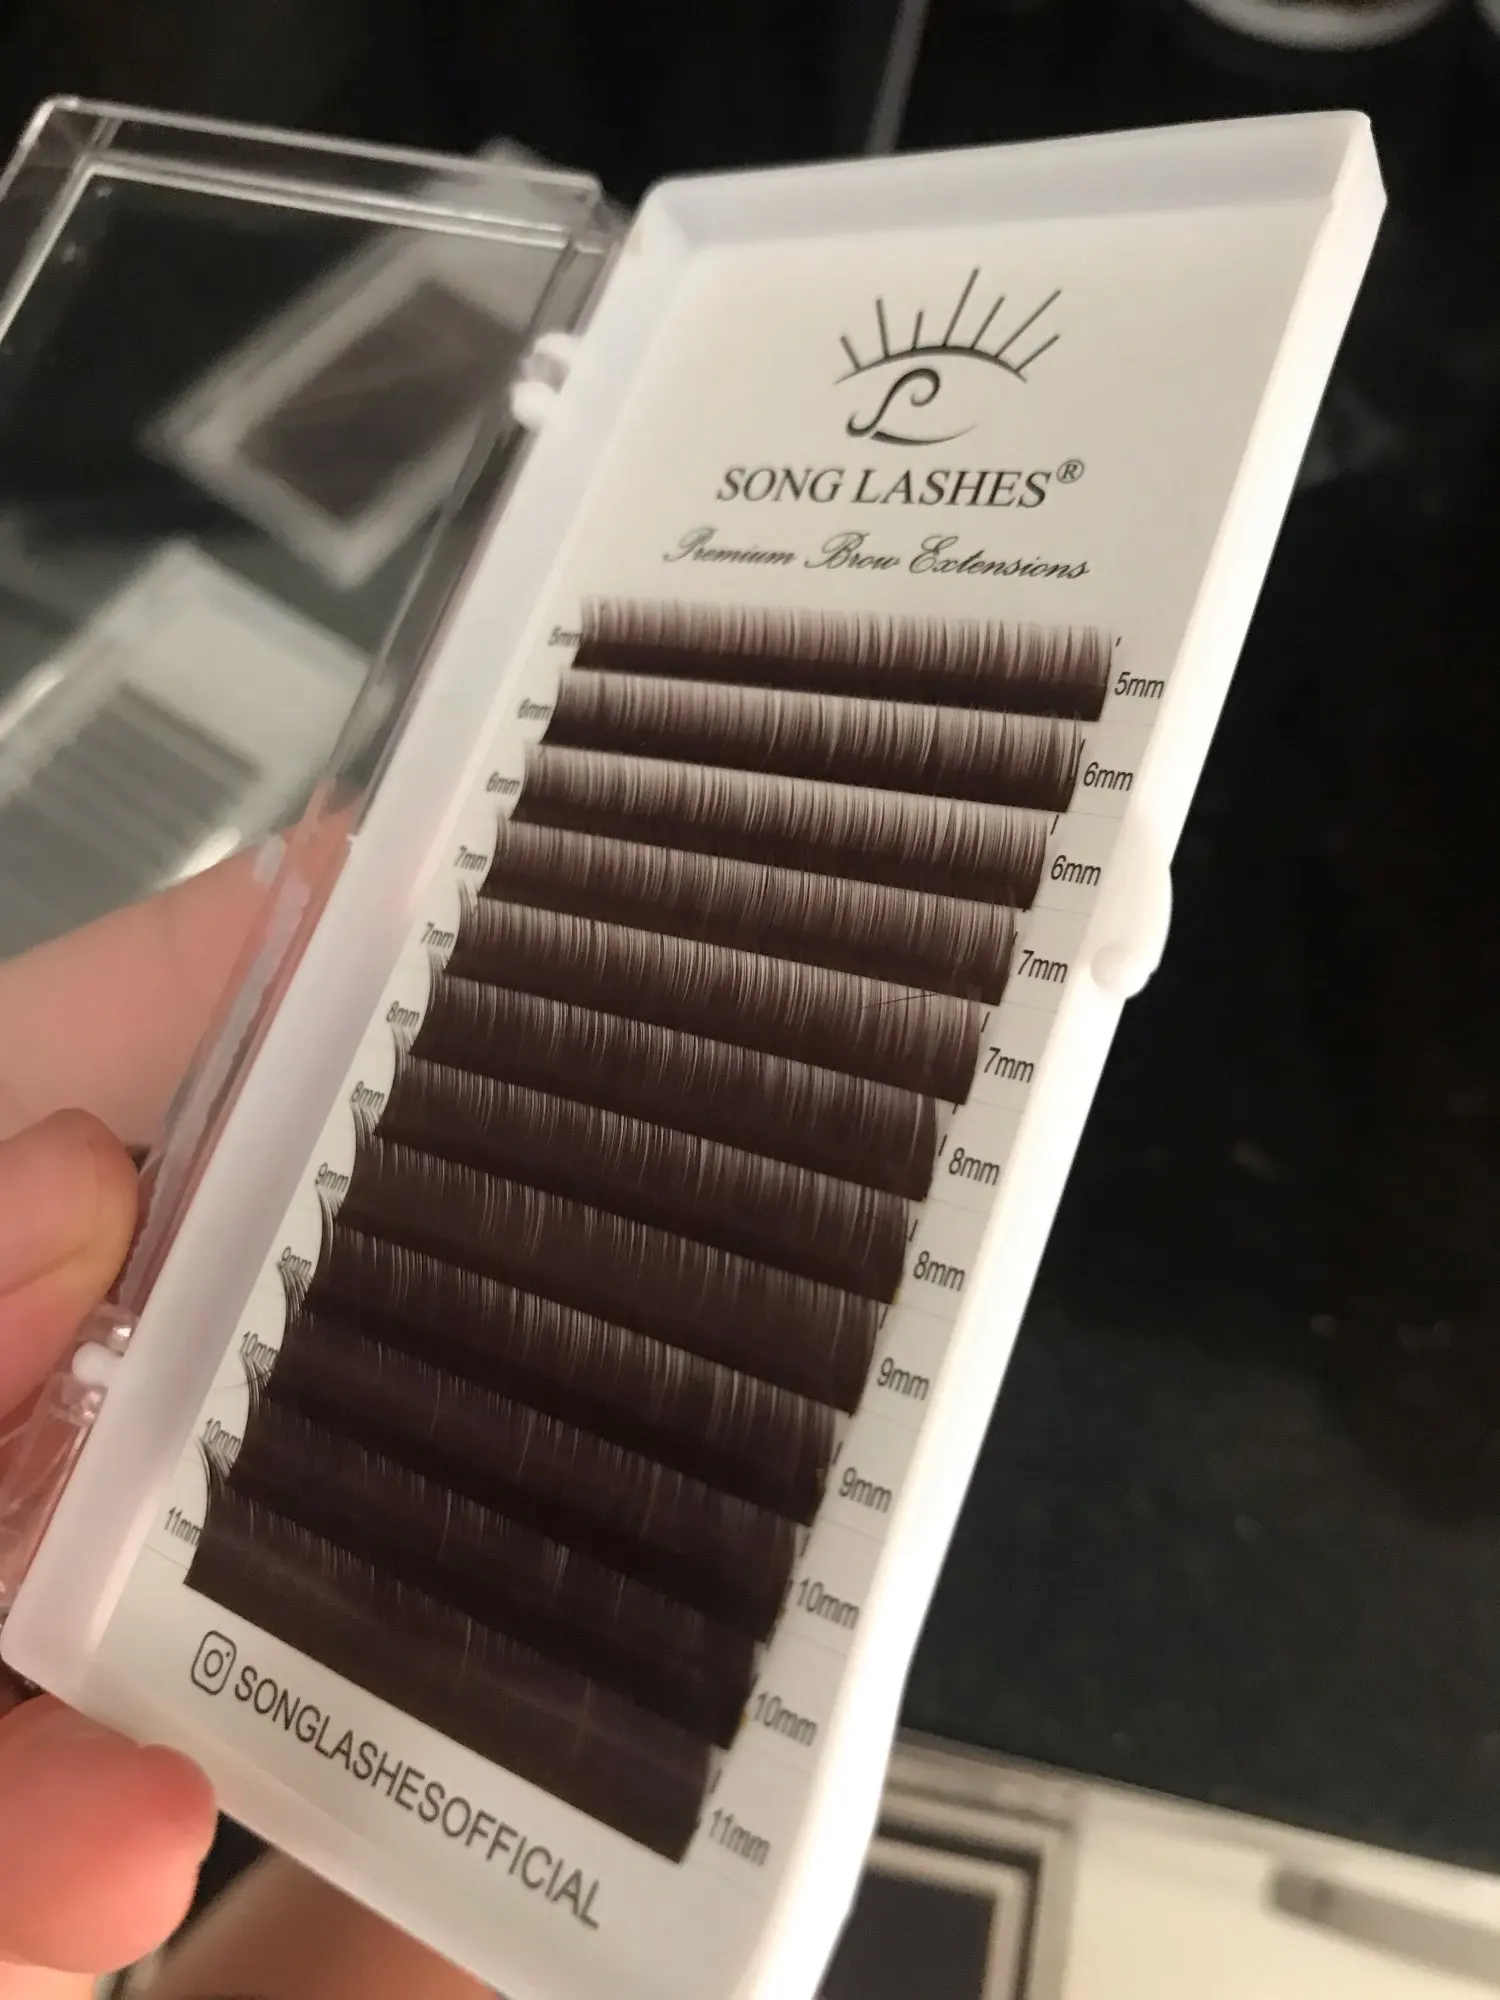 SONG LASHES®
Premium Brow Extensions
5mm 5mm
6mm 6mm
6mm 6mm
7mm 7mm
7mm 7mm
8mm 8mm
8mm 8mm
9mm 9mm
9mm 9mm
10mm 10mm
10mm 10mm
11mm 11mm
SONGLASHESOFFICIAL